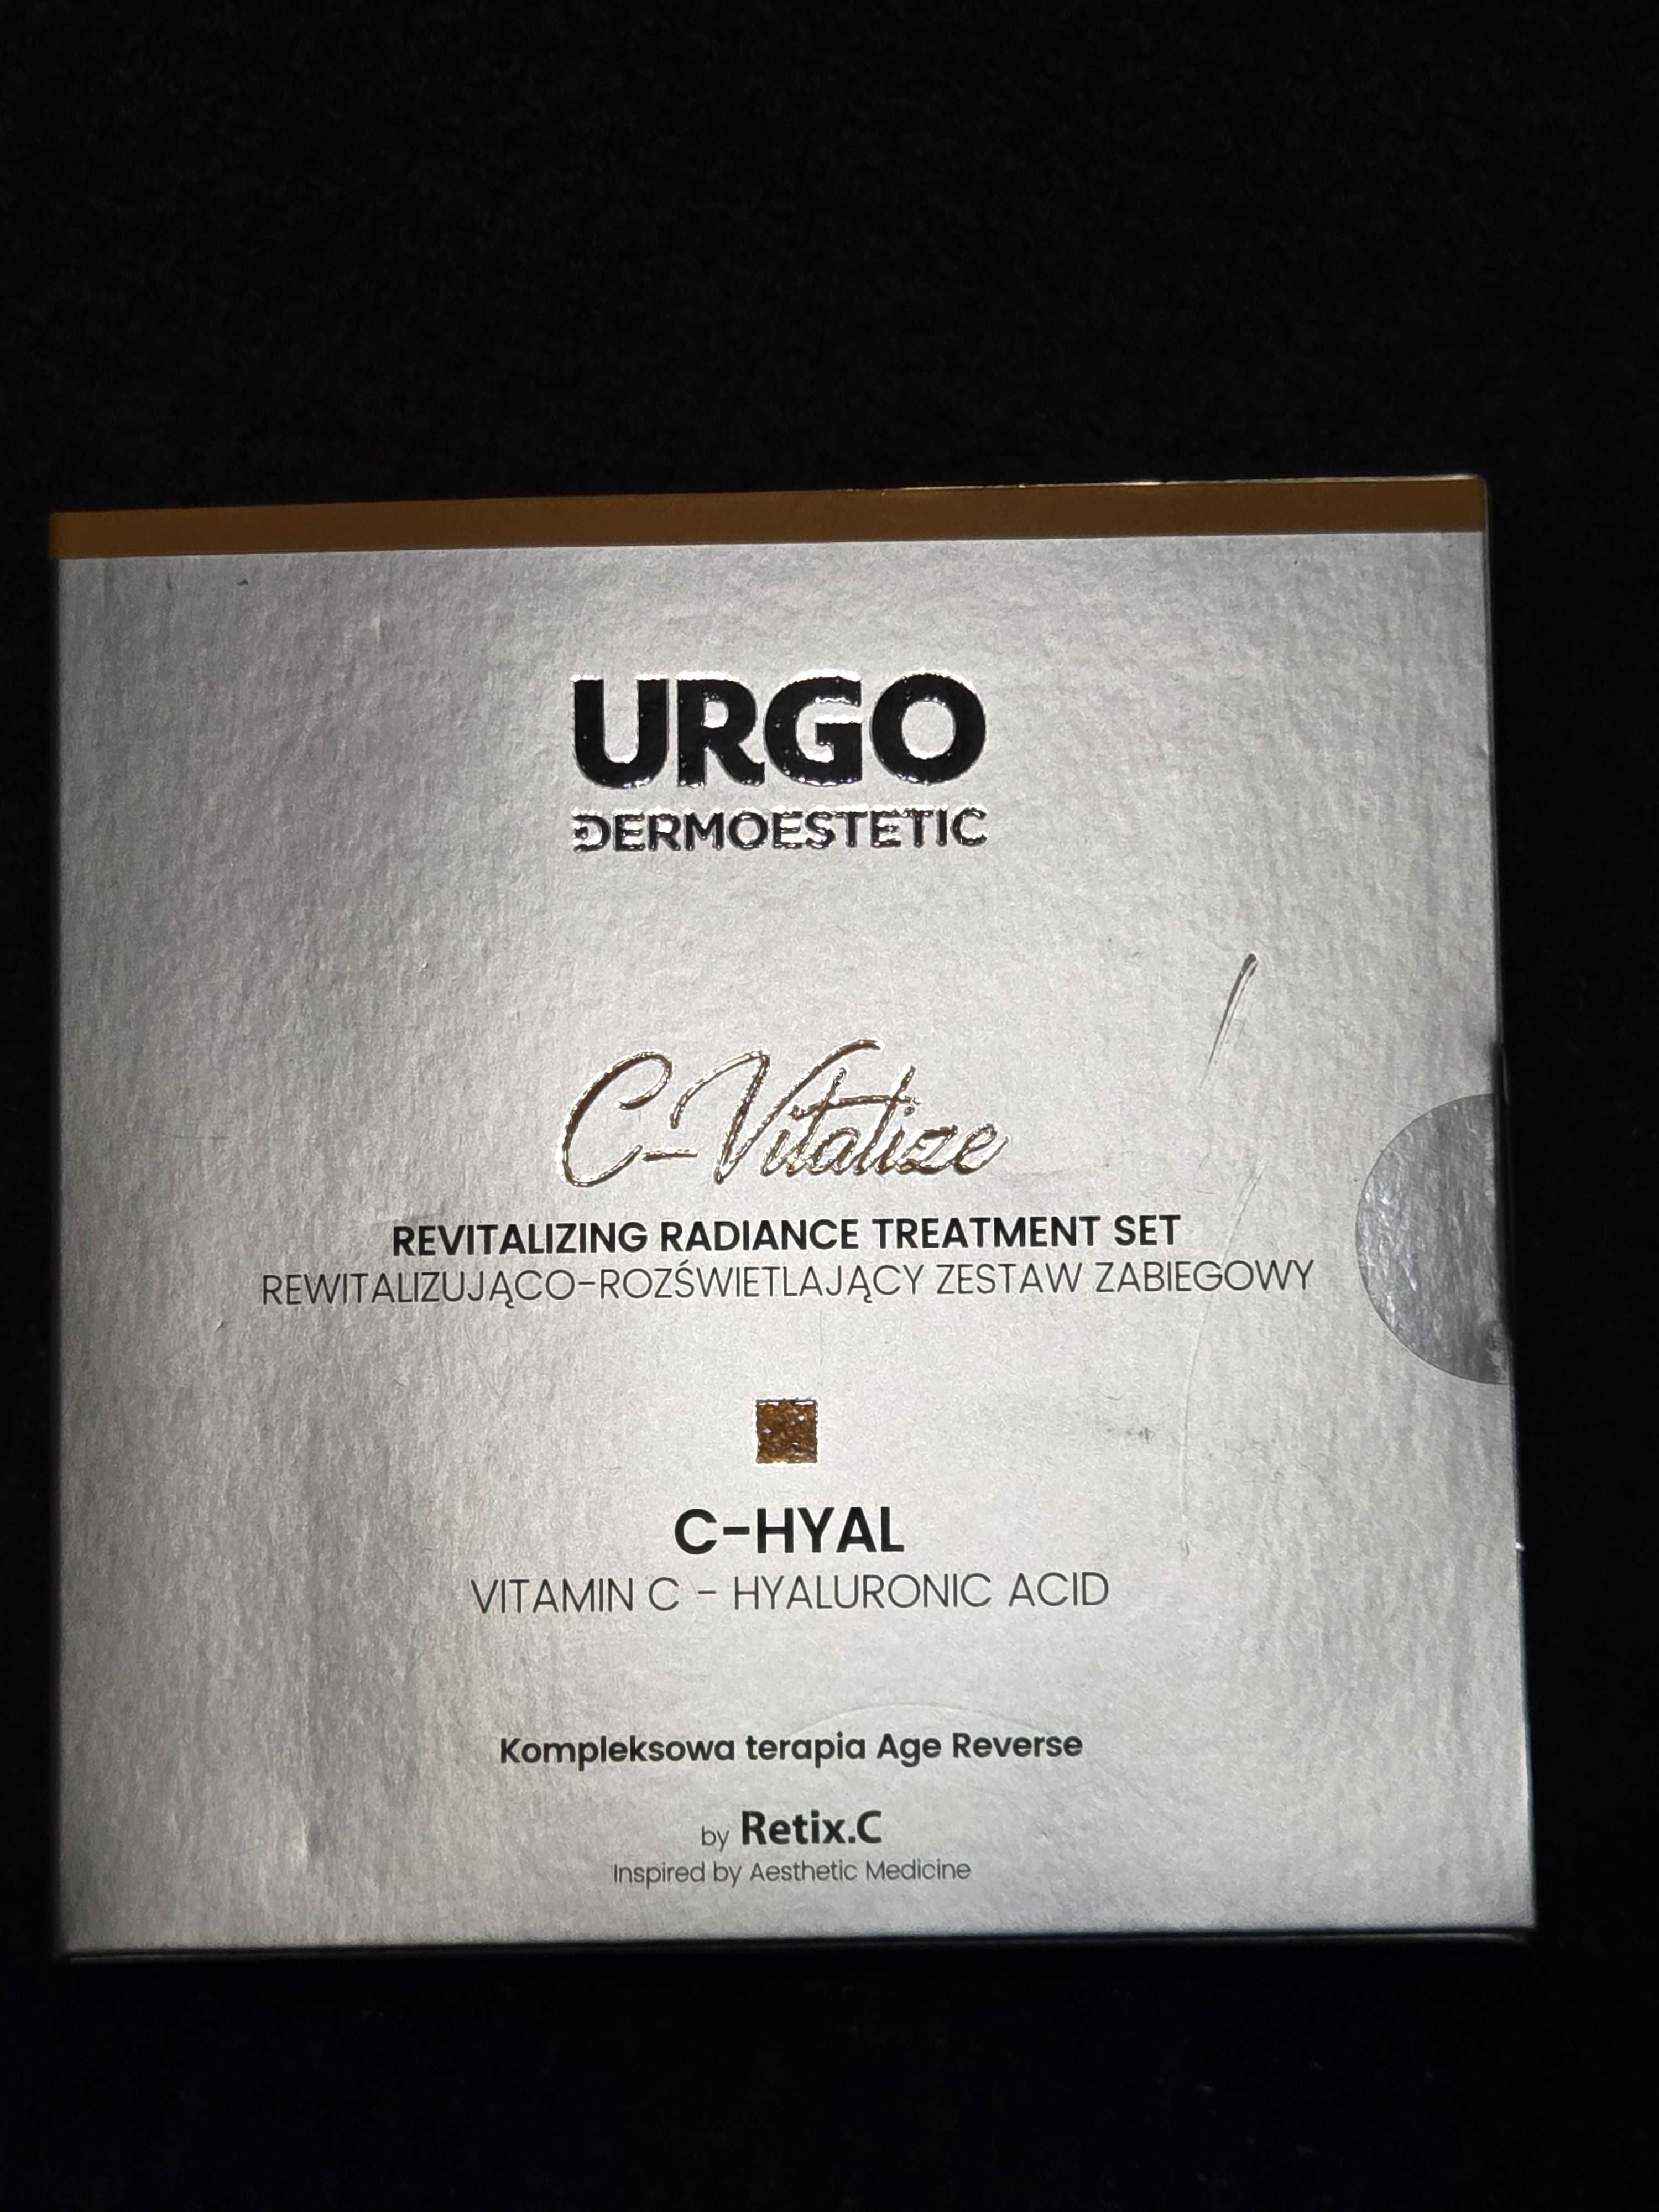 URGO
DERMOESTETIC
C-Vitalize
REVITALIZING RADIANCE TREATMENT SET
REWITALIZUJĄCO-ROZŚWIETLAJĄCY ZESTAW ZABIEGOWY
C-HYAL
VITAMIN C - HYALURONIC ACID
Kompleksowa terapia Age Reverse
by Retix.C
Inspired by Aesthetic Medicine